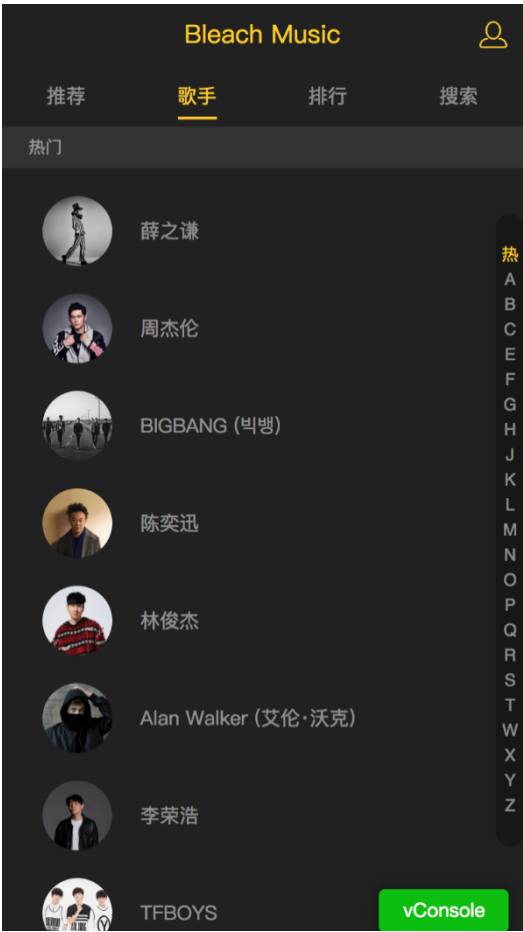 Bleach Music
推荐 歌手 排行 搜索
热门
薛之谦
周杰伦
BIGBANG (빅뱅)
陈奕迅
林俊杰
Alan Walker (艾伦·沃克)
李荣浩
TFBOYS
热
A
B
C
E
F
G
H
J
K
L
M
N
O
P
Q
R
S
T
W
X
Y
Z
vConsole